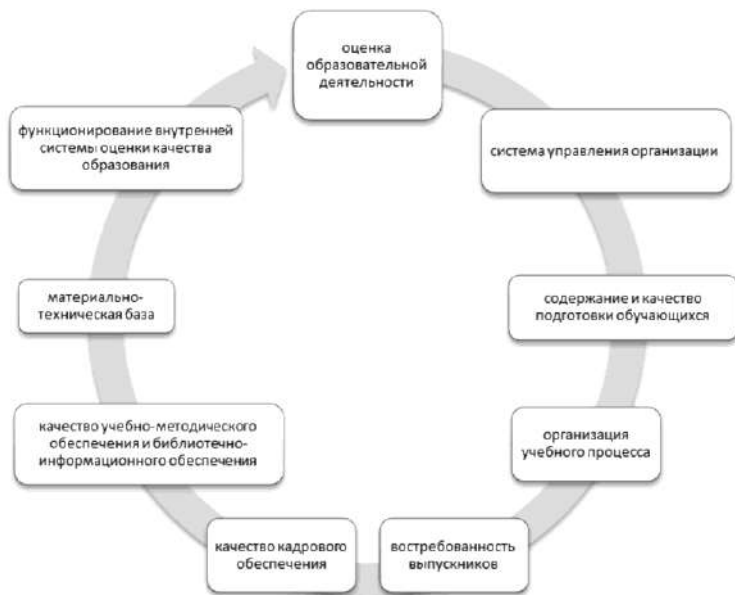 оценка
образовательной
деятельности
система управления организации
содержание и качество
подготовки обучающихся
организация
учебного процесса
востребованность
выпускников
качество кадрового
обеспечения
качество учебно-методического
обеспечения и библиотечно-
информационного обеспечения
материально-
техническая база
функционирование внутренней
системы оценки качества
образования